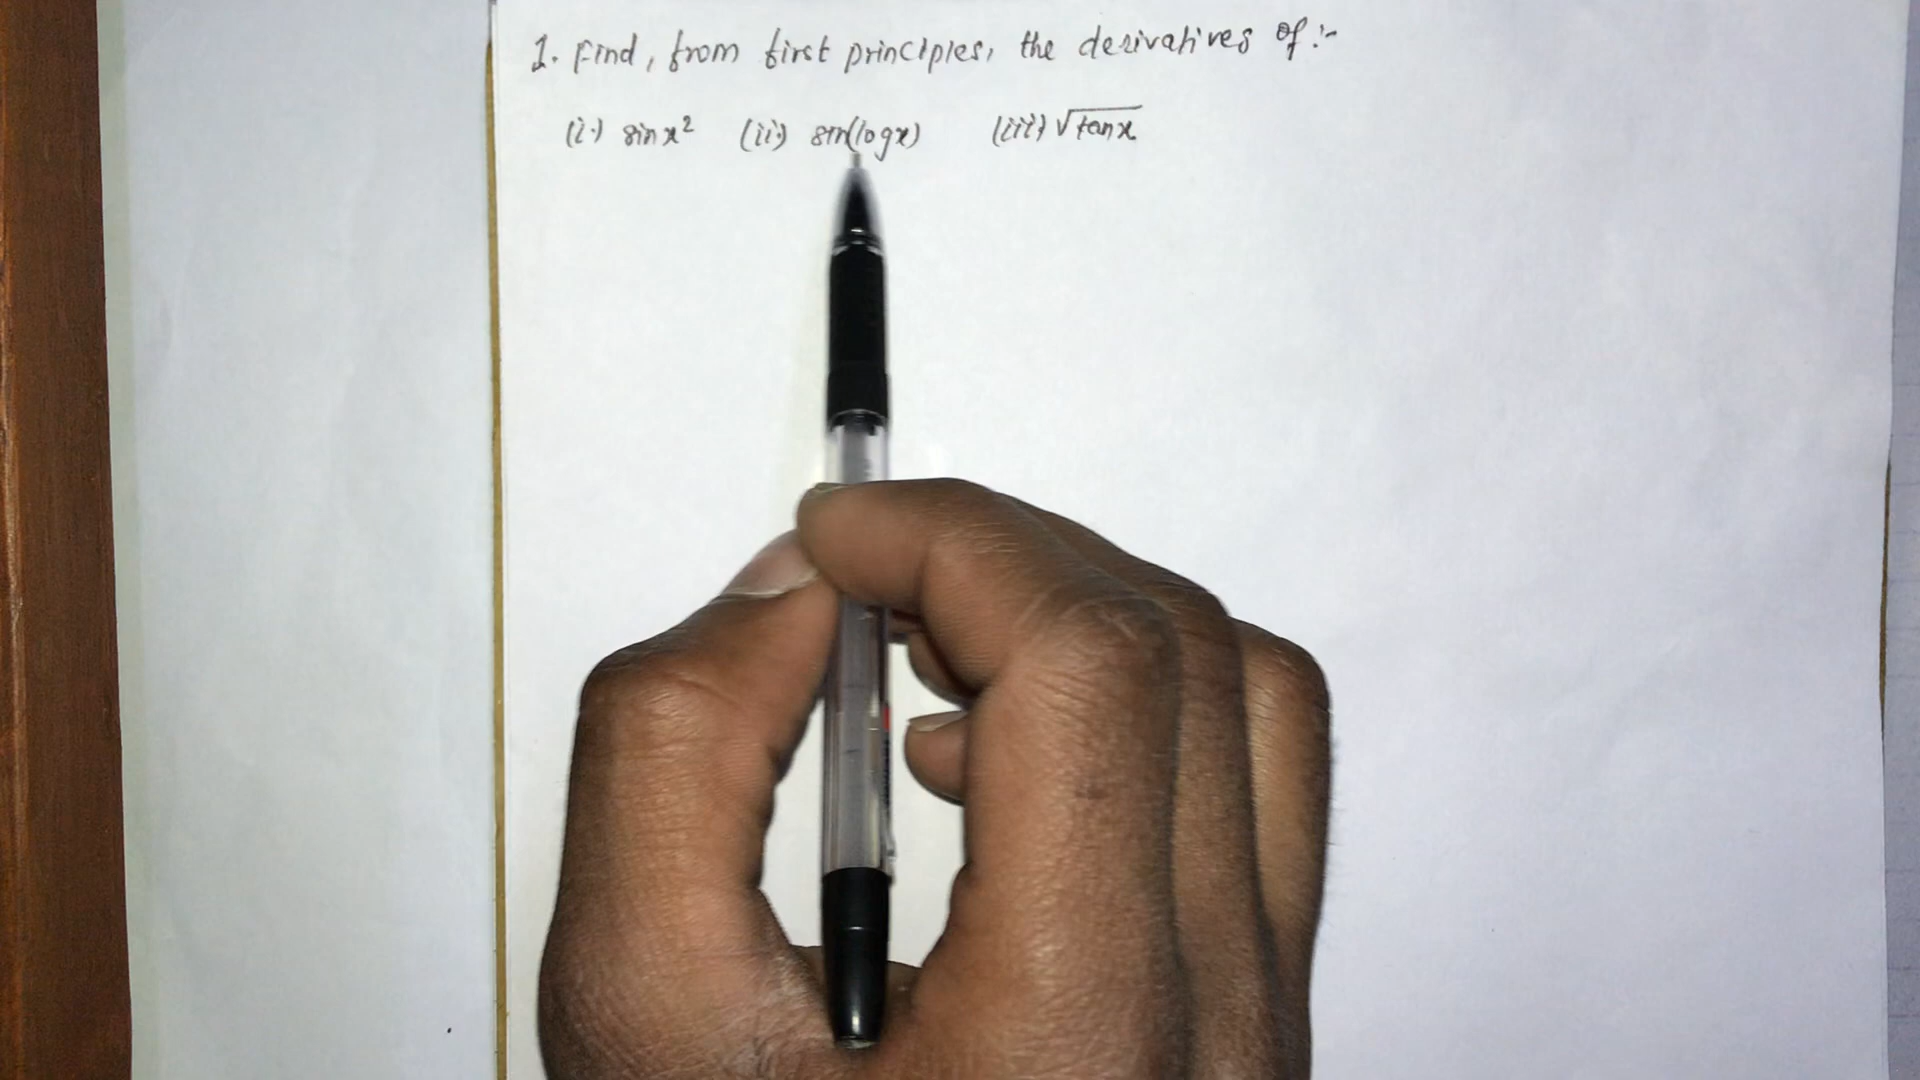 1. Find, from first principles, the derivatives of :-
(i) sin x² (ii) sin(log x) (iii) √tan x